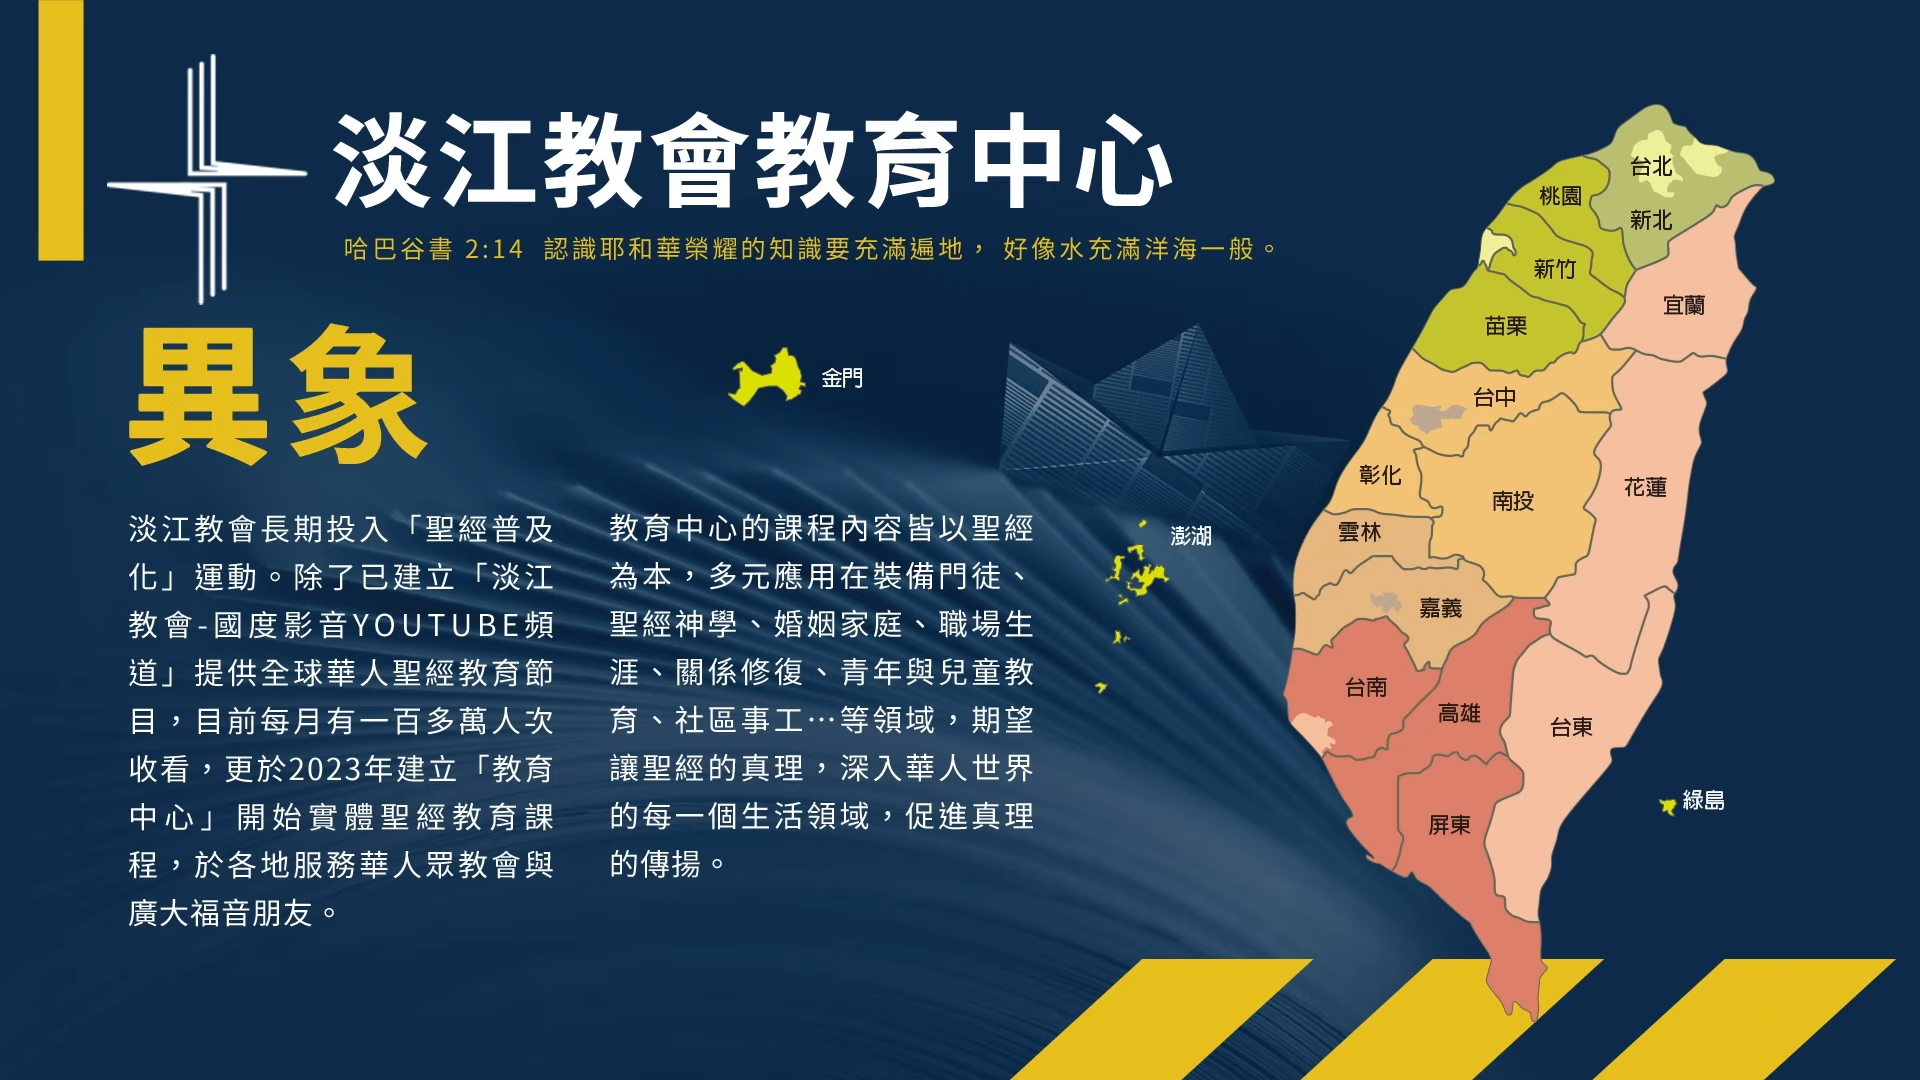 淡江教會教育中心
哈巴谷書 2:14 認識耶和華榮耀的知識要充滿遍地， 好像水充滿洋海一般。
異象
淡江教會長期投入「聖經普及
化」運動。除了已建立「淡江
教會-國度影音YOUTUBE頻
道」提供全球華人聖經教育節
目，目前每月有一百多萬人次
收看，更於2023年建立「教育
中心」開始實體聖經教育課
程，於各地服務華人眾教會與
廣大福音朋友。
教育中心的課程內容皆以聖經
為本，多元應用在裝備門徒、
聖經神學、婚姻家庭、職場生
涯、關係修復、青年與兒童教
育、社區事工…等領域，期望
讓聖經的真理，深入華人世界
的每一個生活領域，促進真理
的傳揚。
台北
桃園
新北
新竹
宜蘭
苗栗
金門
台中
彰化
花蓮
南投
雲林
澎湖
嘉義
台南
高雄
台東
綠島
屏東